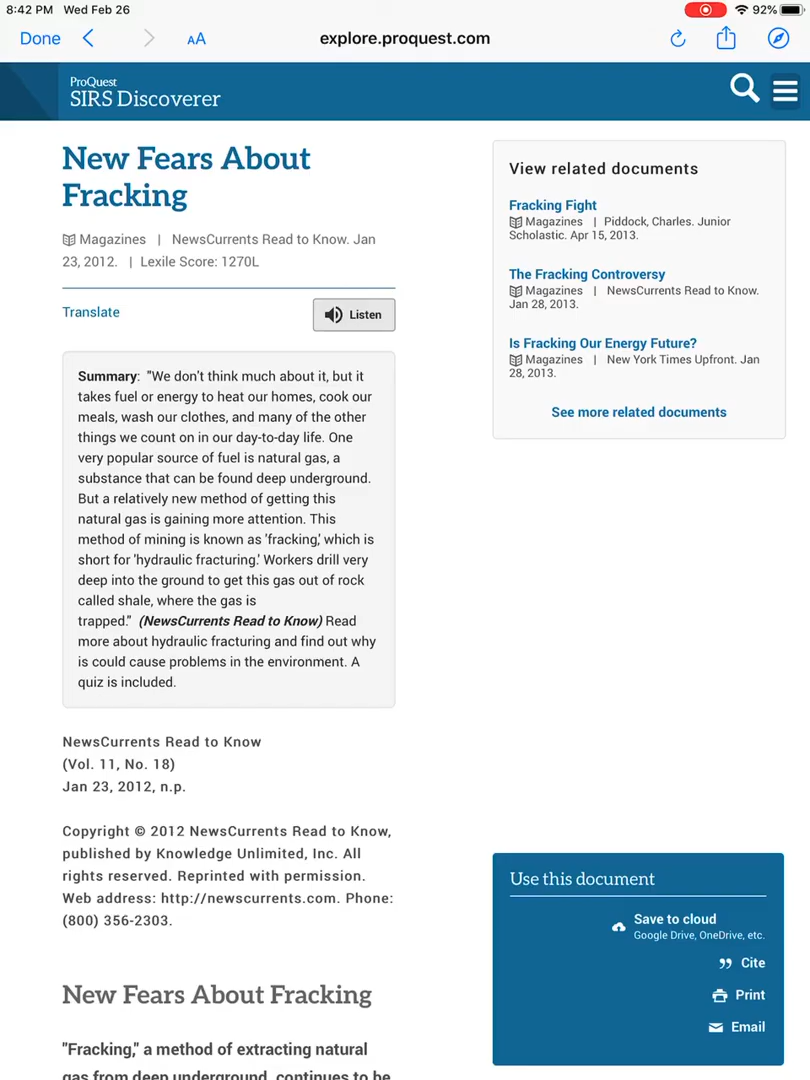 8:42 PM Wed Feb 26
92%
Done
AA
explore.proquest.com
ProQuest
SIRS Discoverer
New Fears About
Fracking
Magazines | NewsCurrents Read to Know. Jan
23, 2012. | Lexile Score: 1270L
Translate
Listen
Summary: "We don't think much about it, but it
takes fuel or energy to heat our homes, cook our
meals, wash our clothes, and many of the other
things we count on in our day-to-day life. One
very popular source of fuel is natural gas, a
substance that can be found deep underground.
But a relatively new method of getting this
natural gas is gaining more attention. This
method of mining is known as 'fracking,' which is
short for 'hydraulic fracturing.' Workers drill very
deep into the ground to get this gas out of rock
called shale, where the gas is
trapped." (NewsCurrents Read to Know) Read
more about hydraulic fracturing and find out why
is could cause problems in the environment. A
quiz is included.
NewsCurrents Read to Know
(Vol. 11, No. 18)
Jan 23, 2012, n.p.
Copyright © 2012 NewsCurrents Read to Know,
published by Knowledge Unlimited, Inc. All
rights reserved. Reprinted with permission.
Web address: http://newscurrents.com. Phone:
(800) 356-2303.
New Fears About Fracking
"Fracking," a method of extracting natural
gas from deep underground, continues to be
View related documents
Fracking Fight
Magazines | Piddock, Charles. Junior
Scholastic. Apr 15, 2013.
The Fracking Controversy
Magazines | NewsCurrents Read to Know.
Jan 28, 2013.
Is Fracking Our Energy Future?
Magazines | New York Times Upfront. Jan
28, 2013.
See more related documents
Use this document
Save to cloud
Google Drive, OneDrive, etc.
Cite
Print
Email